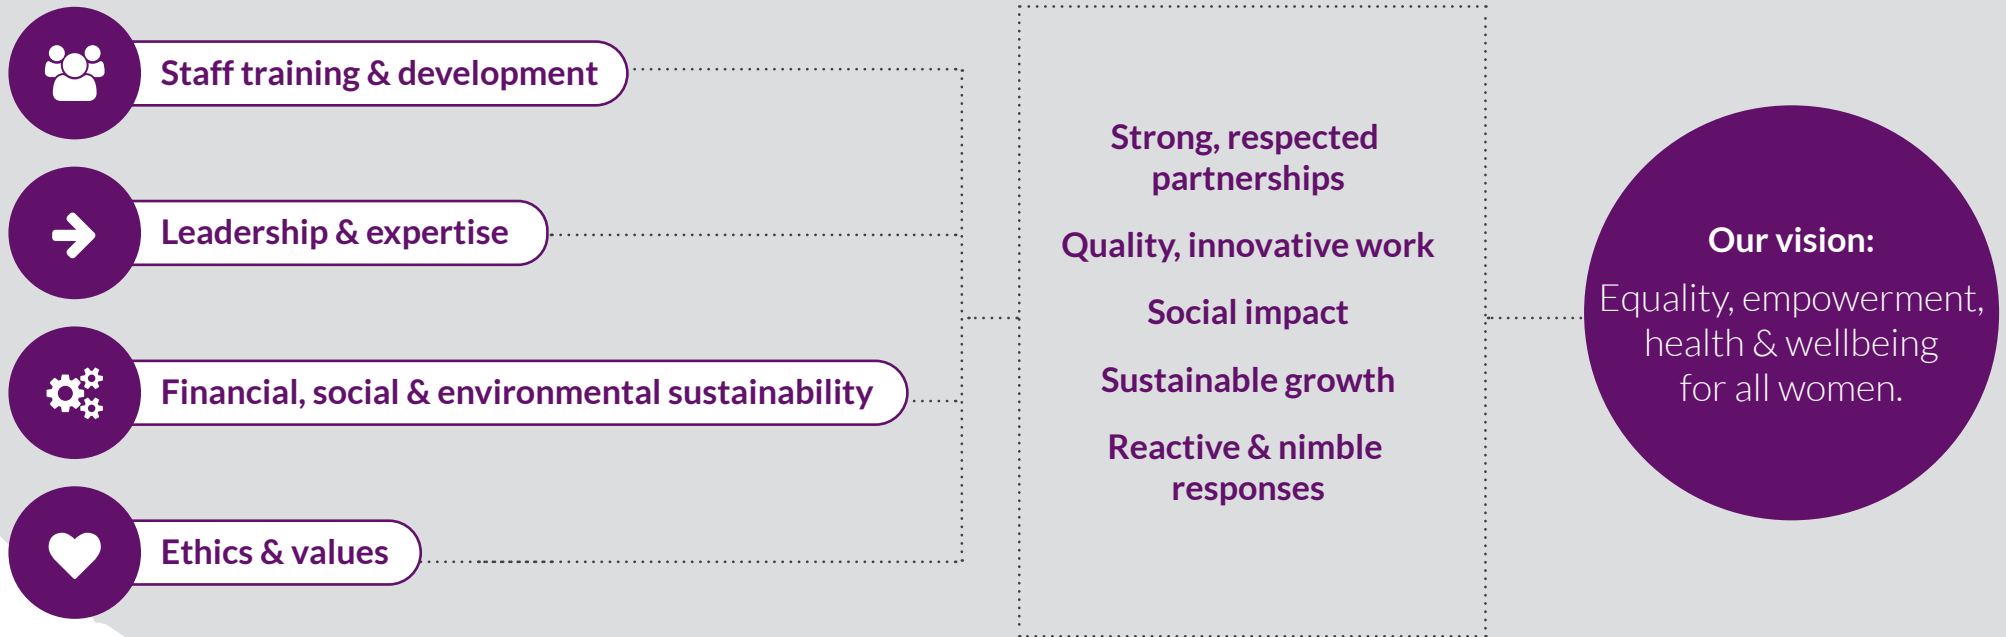 Staff training & development
Leadership & expertise
Financial, social & environmental sustainability
Ethics & values
Strong, respected
partnerships
Quality, innovative work
Social impact
Sustainable growth
Reactive & nimble
responses
Our vision:
Equality, empowerment,
health & wellbeing
for all women.